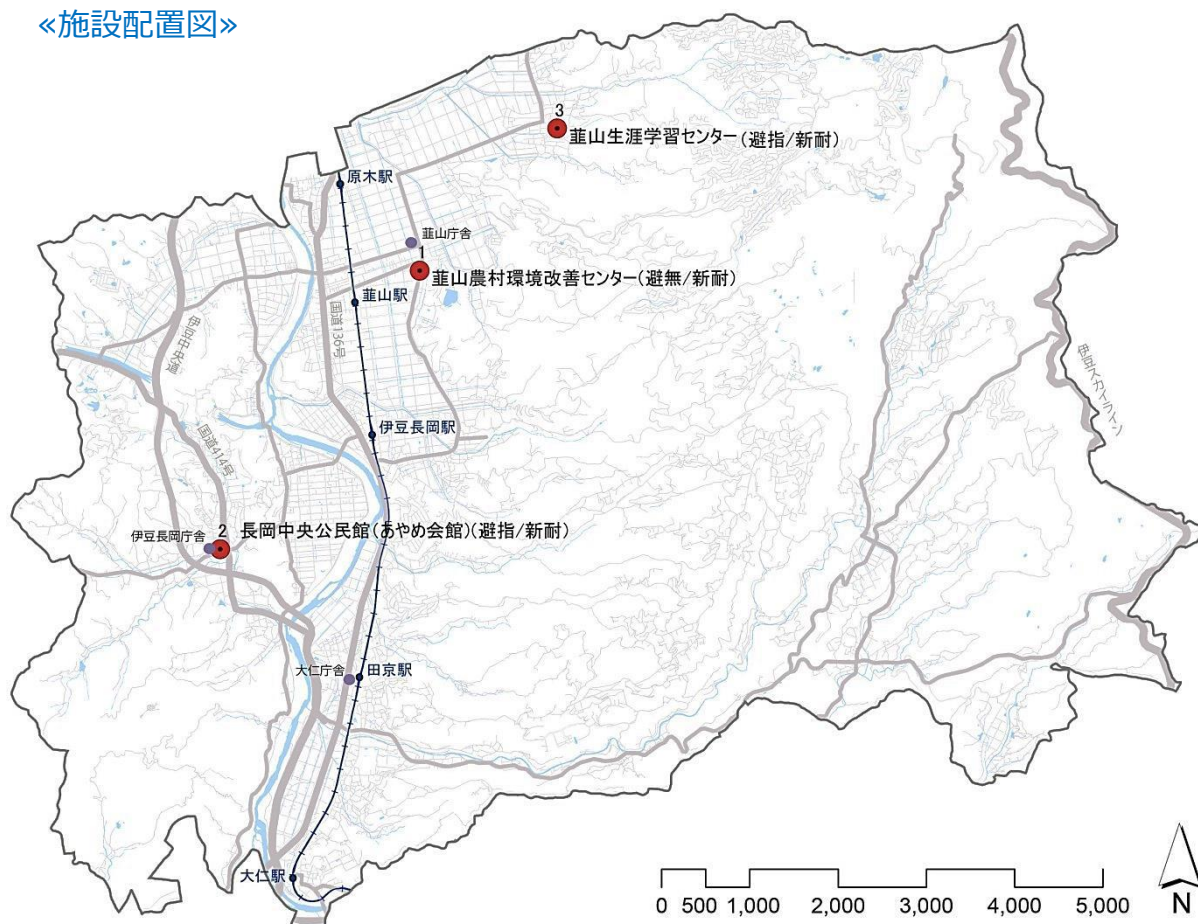 ≪施設配置図≫
3
韮山生涯学習センター(避指/新耐)
原木駅
韮山庁舎
1
韮山農村環境改善センター(避無/新耐)
韮山駅
国道136号
伊豆中央道
伊豆スカイライン
伊豆長岡駅
国道414号
伊豆長岡庁舎
2
長岡中央公民館(あやめ会館)(避指/新耐)
大仁庁舎
田京駅
大仁駅
0 500 1,000 2,000 3,000 4,000 5,000
N